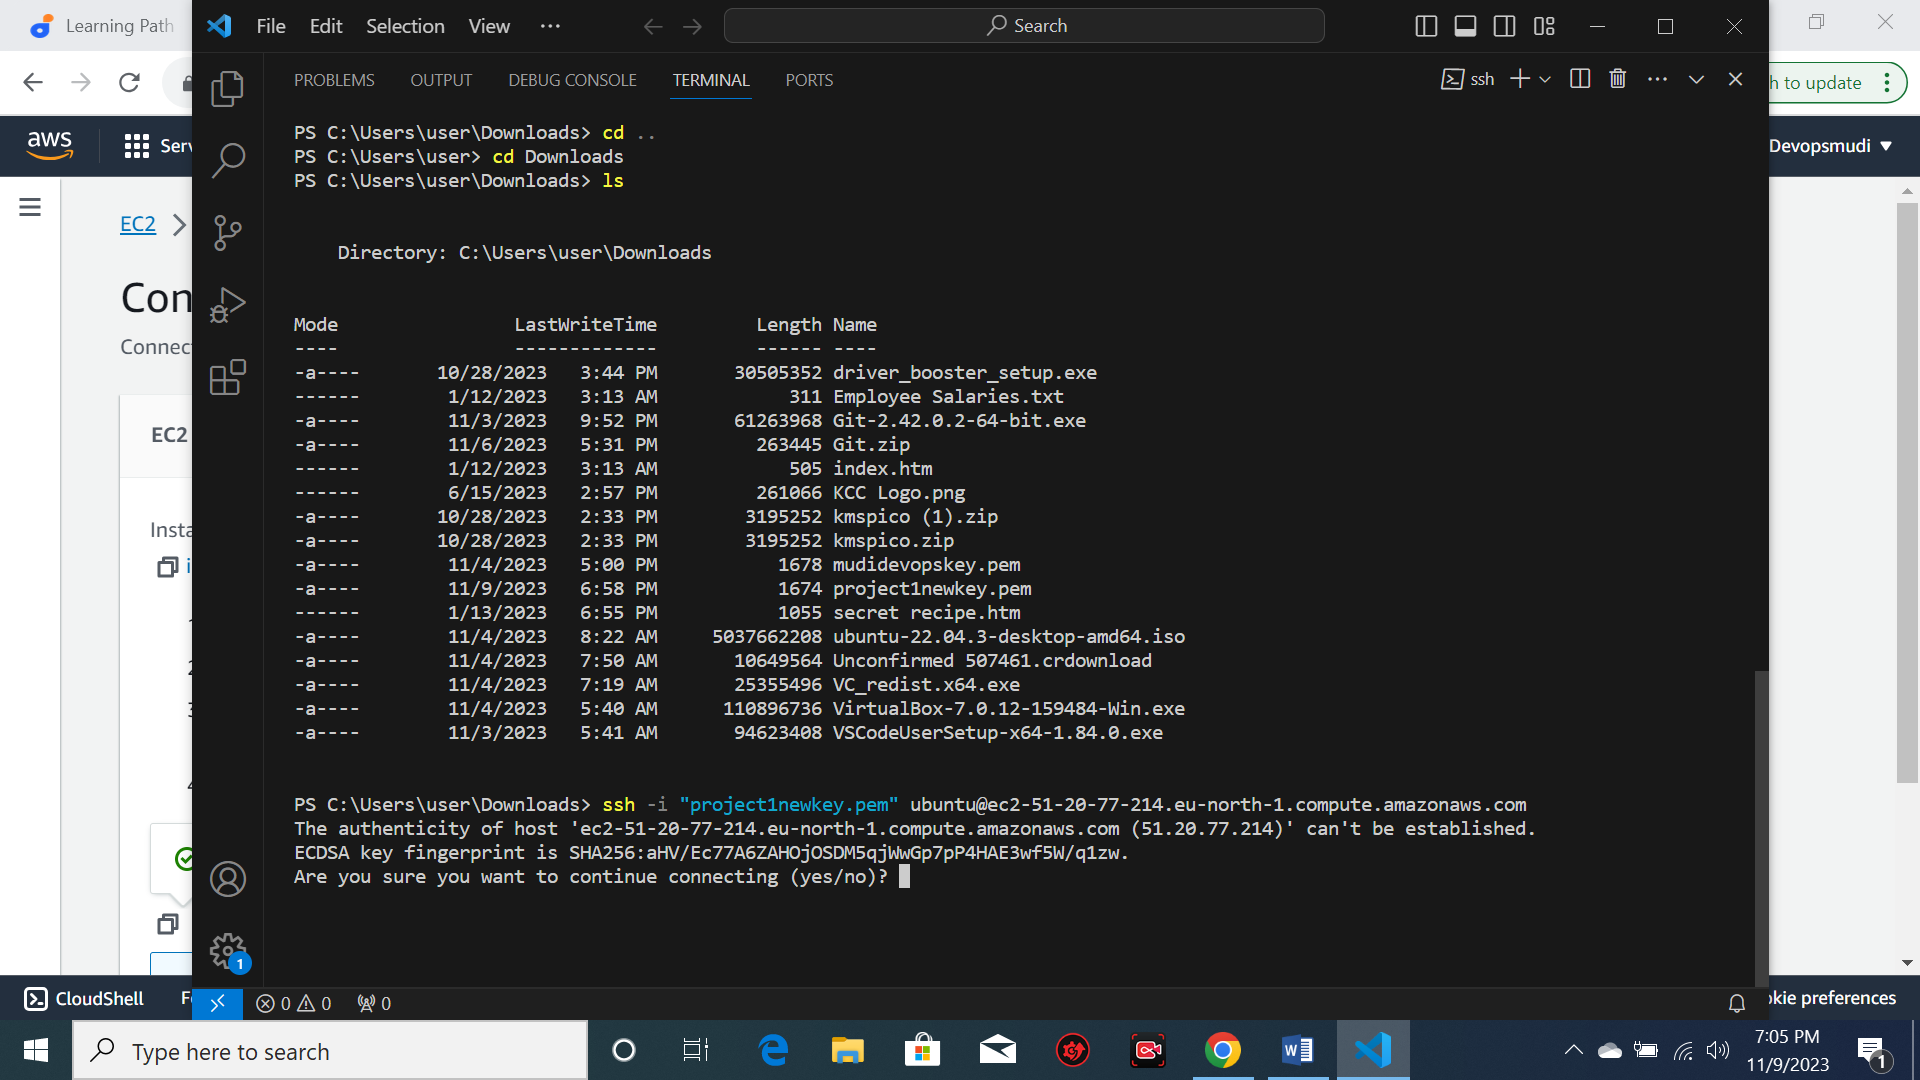 Learning Path
File Edit Selection View ···
Search
h to update
PROBLEMS OUTPUT DEBUG CONSOLE TERMINAL PORTS
ssh
aws
Serv
Devopsmudi
PS C:\Users\user\Downloads> cd ..
PS C:\Users\user> cd Downloads
PS C:\Users\user\Downloads> ls
EC2
Directory: C:\Users\user\Downloads
Con
Connec
Mode LastWriteTime Length Name
---- ------------- ------ ----
-a---- 10/28/2023 3:44 PM 30505352 driver_booster_setup.exe
------ 1/12/2023 3:13 AM 311 Employee Salaries.txt
-a---- 11/3/2023 9:52 PM 61263968 Git-2.42.0.2-64-bit.exe
EC2
-a---- 11/6/2023 5:31 PM 263445 Git.zip
------ 1/12/2023 3:13 AM 505 index.htm
------ 6/15/2023 2:57 PM 261066 KCC Logo.png
-a---- 10/28/2023 2:33 PM 3195252 kmspico (1).zip
Insta
-a---- 10/28/2023 2:33 PM 3195252 kmspico.zip
-a---- 11/4/2023 5:00 PM 1678 mudidevopskey.pem
i
-a---- 11/9/2023 6:58 PM 1674 project1newkey.pem
------ 1/13/2023 6:55 PM 1055 secret recipe.htm
-a---- 11/4/2023 8:22 AM 5037662208 ubuntu-22.04.3-desktop-amd64.iso
-a---- 11/4/2023 7:50 AM 10649564 Unconfirmed 507461.crdownload
-a---- 11/4/2023 7:19 AM 25355496 VC_redist.x64.exe
-a---- 11/4/2023 5:40 AM 110896736 VirtualBox-7.0.12-159484-Win.exe
-a---- 11/3/2023 5:41 AM 94623408 VSCodeUserSetup-x64-1.84.0.exe
PS C:\Users\user\Downloads> ssh -i "project1newkey.pem" ubuntu@ec2-51-20-77-214.eu-north-1.compute.amazonaws.com
The authenticity of host 'ec2-51-20-77-214.eu-north-1.compute.amazonaws.com (51.20.77.214)' can't be established.
ECDSA key fingerprint is SHA256:aHV/Ec77A6ZAHOjOSDM5qjWwGp7pP4HAE3wf5W/q1zw.
Are you sure you want to continue connecting (yes/no)?
1
CloudShell
0 0 0
okie preferences
Type here to search
7:05 PM
11/9/2023
1